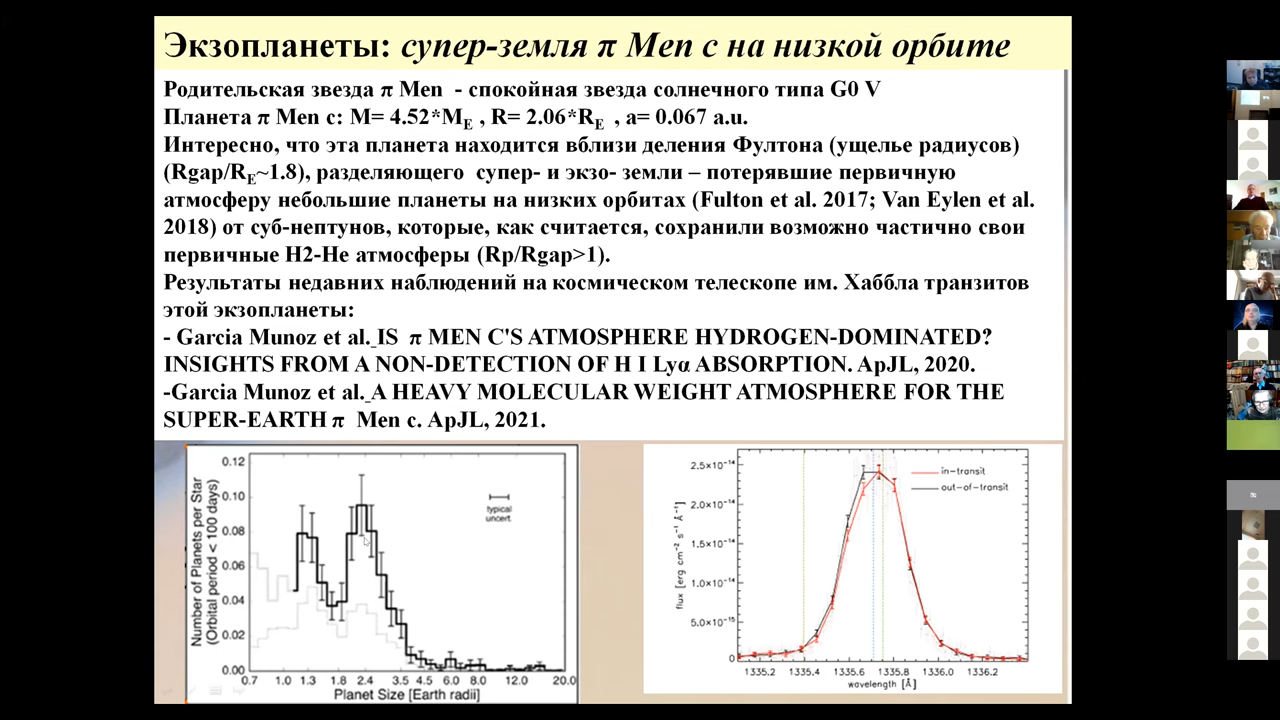 Экзопланеты: супер-земля π Men c на низкой орбите
Родительская звезда π Men - спокойная звезда солнечного типа G0 V
Планета π Men c: M= 4.52*ME , R= 2.06*RE , a= 0.067 a.u.
Интересно, что эта планета находится вблизи деления Фултона (ущелье радиусов)
(Rgap/RE~1.8), разделяющего супер- и экзо- земли – потерявшие первичную
атмосферу небольшие планеты на низких орбитах (Fulton et al. 2017; Van Eylen et al.
2018) от суб-нептунов, которые, как считается, сохранили возможно частично свои
первичные H2-He атмосферы (Rp/Rgap>1).
Результаты недавних наблюдений на космическом телескопе им. Хаббла транзитов
этой экзопланеты:
- Garcia Munoz et al. IS π MEN C'S ATMOSPHERE HYDROGEN-DOMINATED?
INSIGHTS FROM A NON-DETECTION OF H I Lyα ABSORPTION. ApJL, 2020.
-Garcia Munoz et al. A HEAVY MOLECULAR WEIGHT ATMOSPHERE FOR THE
SUPER-EARTH π Men c. ApJL, 2021.
Number of Planets per Star
(Orbital period < 100 days)
0.12
0.10
0.08
0.06
0.04
0.02
0.00
typical
uncert.
0.7 1.0 1.3 1.8 2.4 3.5 4.5 6.0 8.0 12.0 20.0
Planet Size [Earth radii]
flux [erg cm⁻² s⁻¹ Å⁻¹]
2.5×10⁻¹⁴
2.0×10⁻¹⁴
1.5×10⁻¹⁴
1.0×10⁻¹⁴
5.0×10⁻¹⁵
0
in-transit
out-of-transit
1335.2 1335.4 1335.6 1335.8 1336.0 1336.2
wavelength [Å]